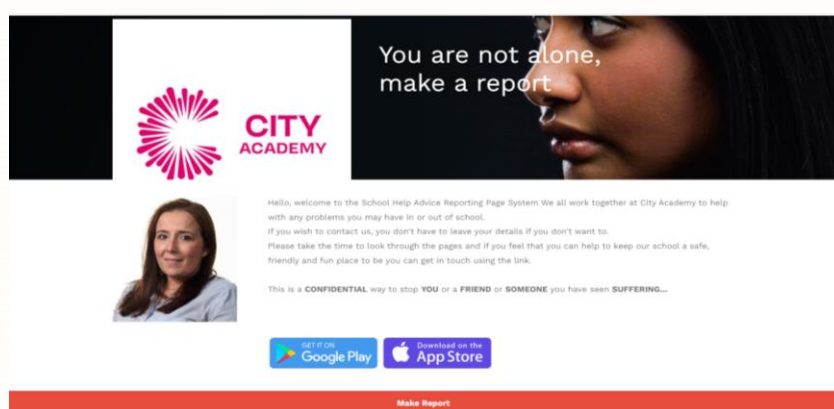 You are not alone,
make a report
CITY
ACADEMY
Hello, welcome to the School Help Advice Reporting Page System We all work together at City Academy to help
with any problems you may have in or out of school.
If you wish to contact us, you don't have to leave your details if you don't want to.
Please take the time to look through the pages and if you feel that you can help to keep our school a safe,
friendly and fun place to be you can get in touch using the link.
This is a CONFIDENTIAL way to stop YOU or a FRIEND or SOMEONE you have seen SUFFERING...
GET IT ON
Google Play
Download on the
App Store
Make Report